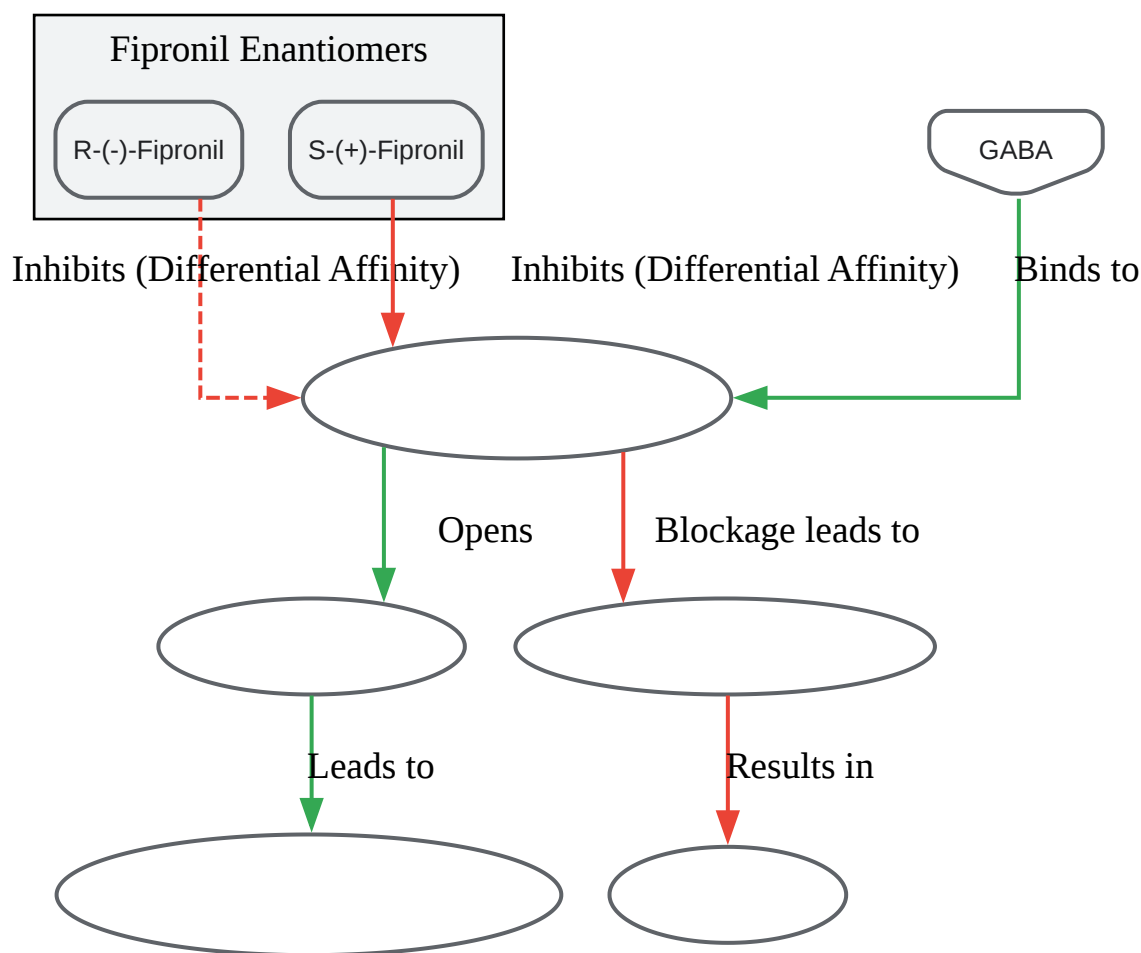 Fipronil Enantiomers
R-(-)-Fipronil
S-(+)-Fipronil
GABA
Inhibits (Differential Affinity)
Inhibits (Differential Affinity)
Binds to
Opens
Blockage leads to
Leads to
Results in